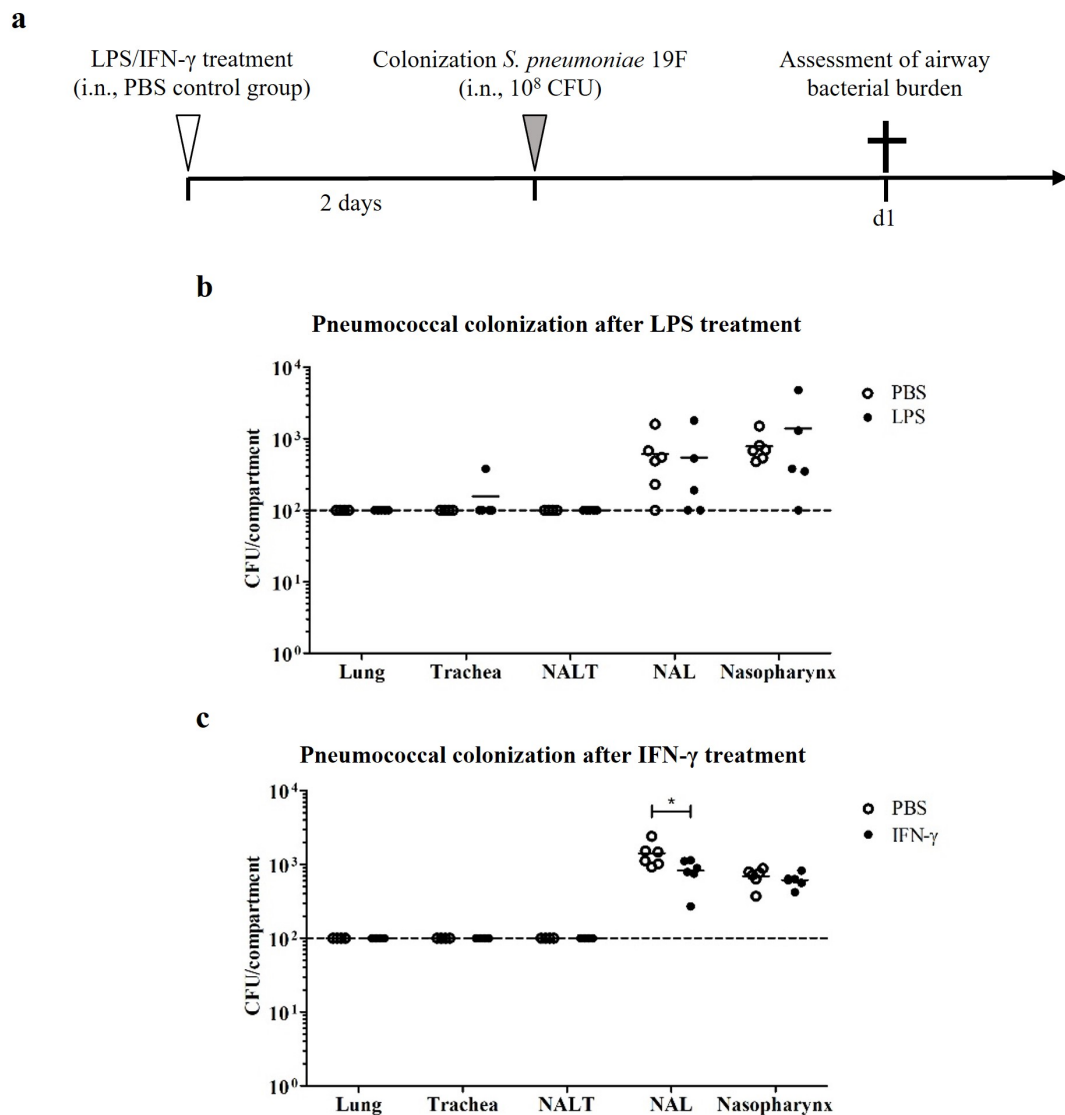 a
LPS/IFN-γ treatment
(i.n., PBS control group)
Colonization S. pneumoniae 19F
(i.n., 10⁸ CFU)
Assessment of airway
bacterial burden
2 days
d1
b
Pneumococcal colonization after LPS treatment
CFU/compartment
10⁴
10³
10²
10¹
10⁰
PBS
LPS
Lung Trachea NALT NAL Nasopharynx
c
Pneumococcal colonization after IFN-γ treatment
CFU/compartment
10⁴
10³
10²
10¹
10⁰
*
PBS
IFN-γ
Lung Trachea NALT NAL Nasopharynx